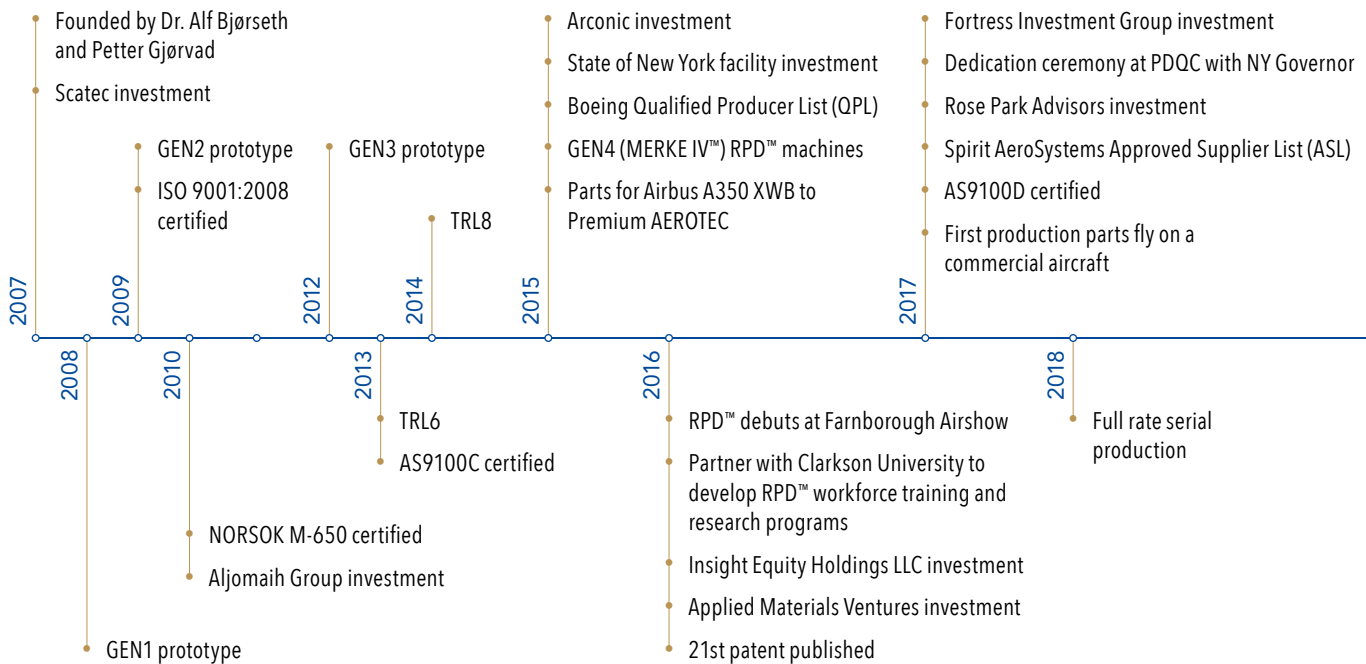 2007
Founded by Dr. Alf Bjørseth
and Petter Gjørvad
Scatec investment
2008
GEN1 prototype
2009
GEN2 prototype
ISO 9001:2008
certified
2010
NORSOK M-650 certified
Aljomaih Group investment
2012
GEN3 prototype
2013
TRL6
AS9100C certified
2014
TRL8
2015
Arconic investment
State of New York facility investment
Boeing Qualified Producer List (QPL)
GEN4 (MERKE IV™) RPD™ machines
Parts for Airbus A350 XWB to
Premium AEROTEC
2016
RPD™ debuts at Farnborough Airshow
Partner with Clarkson University to
develop RPD™ workforce training and
research programs
Insight Equity Holdings LLC investment
Applied Materials Ventures investment
21st patent published
2017
Fortress Investment Group investment
Dedication ceremony at PDQC with NY Governor
Rose Park Advisors investment
Spirit AeroSystems Approved Supplier List (ASL)
AS9100D certified
First production parts fly on a
commercial aircraft
2018
Full rate serial
production